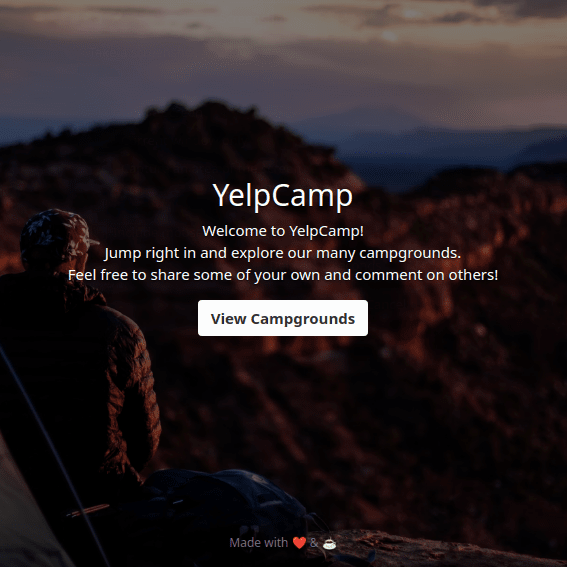 YelpCamp
Welcome to YelpCamp!
Jump right in and explore our many campgrounds.
Feel free to share some of your own and comment on others!
View Campgrounds
Made with ❤️ & ☕